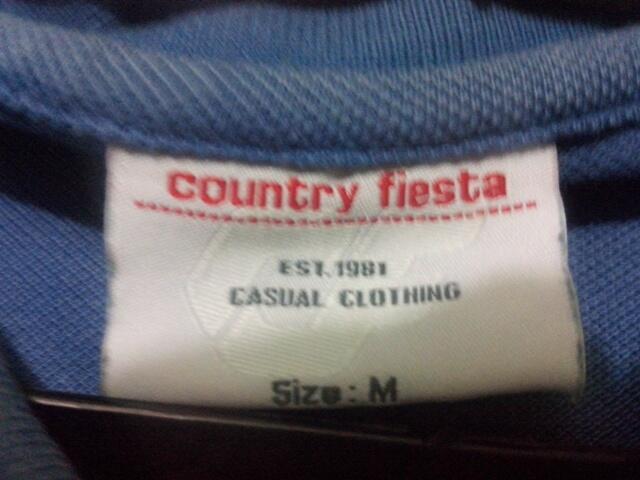 country fiesta
EST. 1981
CASUAL CLOTHING
Size : M